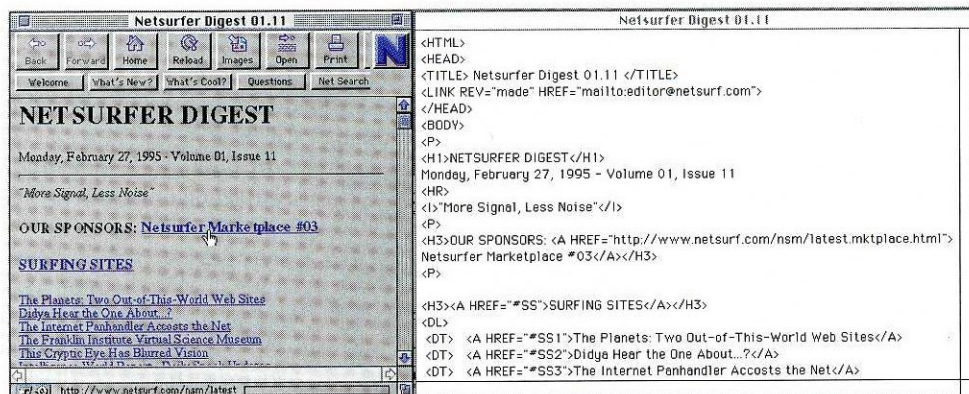 Netsurfer Digest 01.11
Back Forward Home Reload Images Open Print N
Welcome What's New? What's Cool? Questions Net Search
NETSURFER DIGEST
Monday, February 27, 1995 - Volume 01, Issue 11
"More Signal, Less Noise"
OUR SPONSORS: Netsurfer Marketplace #03
SURFING SITES
The Planets: Two Out-of-This-World Web Sites
Didya Hear the One About...?
The Internet Panhandler Accosts the Net
The Franklin Institute Virtual Science Museum
This Cryptic Eye Has Blurred Vision
http://www.netsurf.com/nsm/latest
Netsurfer Digest 01.11
<HTML>
<HEAD>
<TITLE> Netsurfer Digest 01.11 </TITLE>
<LINK REV="made" HREF="mailto:editor@netsurf.com">
</HEAD>
<BODY>
<P>
<H1>NETSURFER DIGEST</H1>
Monday, February 27, 1995 - Volume 01, Issue 11
<HR>
<I>"More Signal, Less Noise"</I>
<P>
<H3>OUR SPONSORS: <A HREF="http://www.netsurf.com/nsm/latest.mktplace.html">
Netsurfer Marketplace #03</A></H3>
<P>
<H3><A HREF="#SS">SURFING SITES</A></H3>
<DL>
<DT> <A HREF="#SS1">The Planets: Two Out-of-This-World Web Sites</A>
<DT> <A HREF="#SS2">Didya Hear the One About...?</A>
<DT> <A HREF="#SS3">The Internet Panhandler Accosts the Net</A>